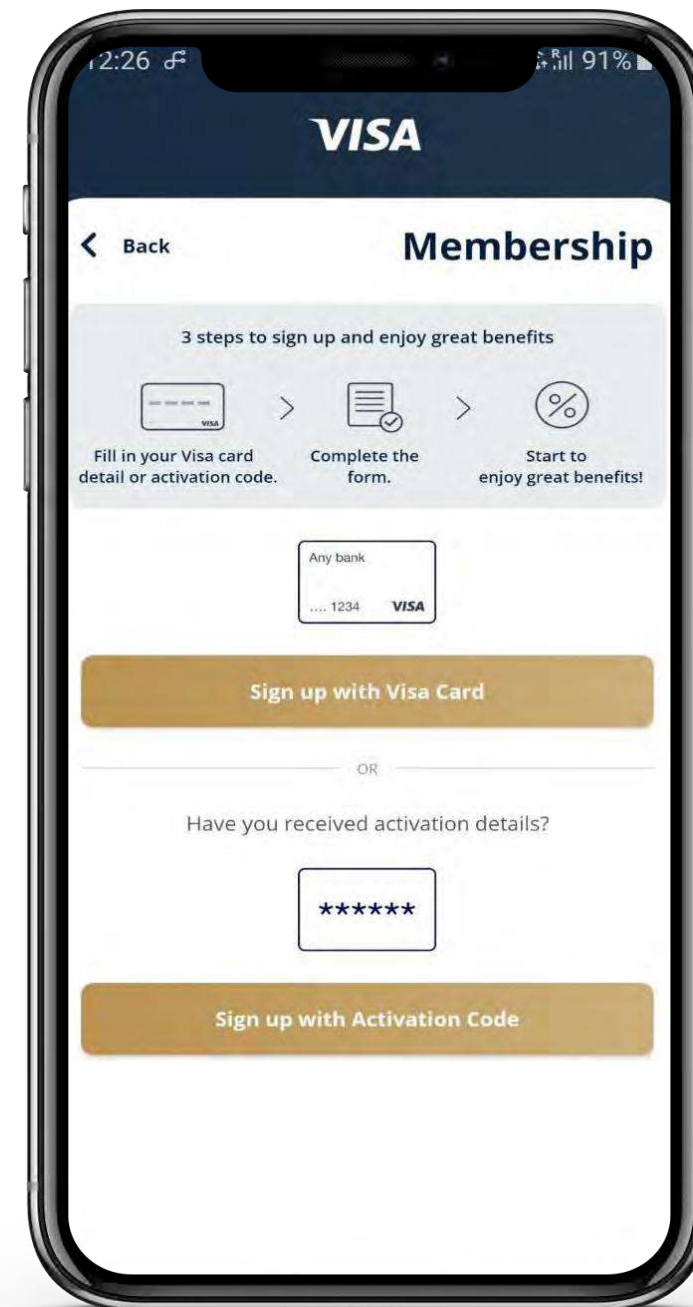 12:26
R 91%
VISA
Back
Membership
3 steps to sign up and enjoy great benefits
VISA
Fill in your Visa card
detail or activation code.
Complete the
form.
Start to
enjoy great benefits!
Any bank
.... 1234 VISA
Sign up with Visa Card
OR
Have you received activation details?
******
Sign up with Activation Code